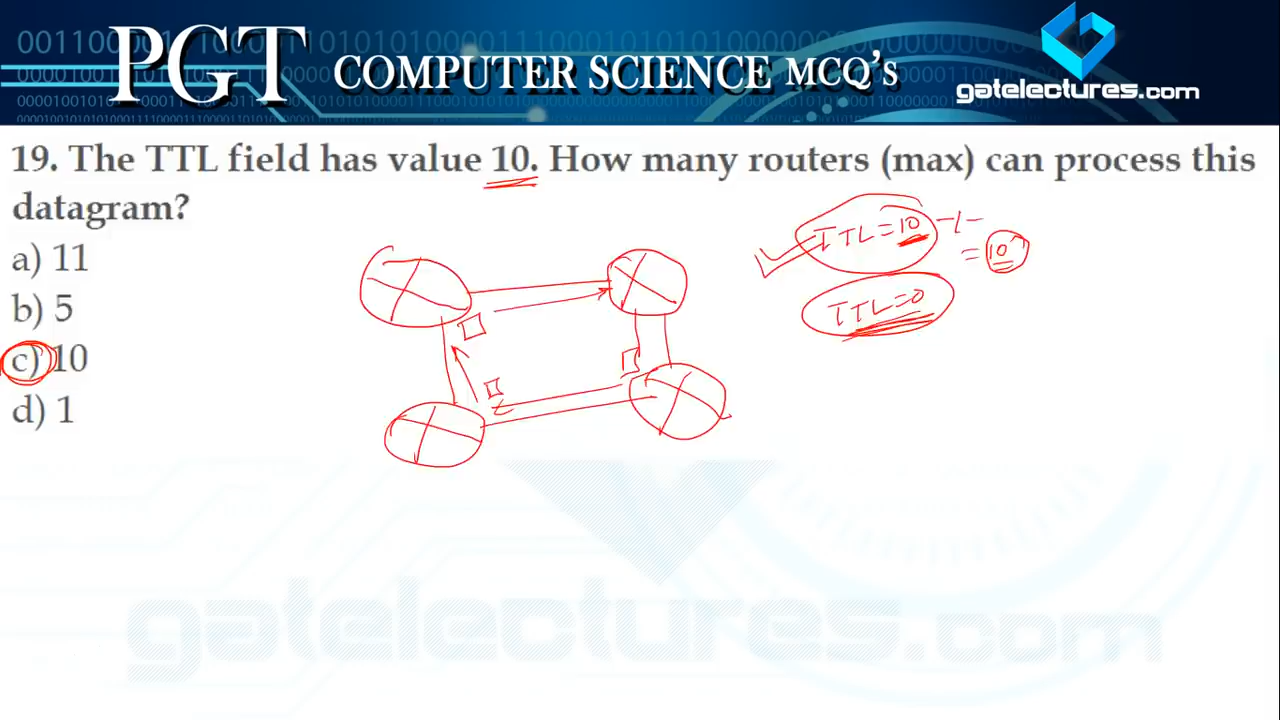 PGT COMPUTER SCIENCE MCQ's
gatelectures.com
19. The TTL field has value 10. How many routers (max) can process this
datagram?
a) 11
b) 5
c) 10
d) 1
TTL=10 -1-
= 10
TTL=0
gatelectures.com